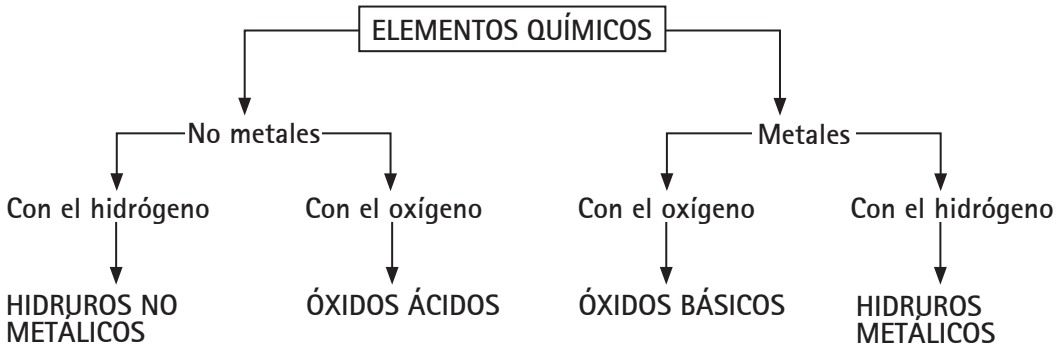 ELEMENTOS QUÍMICOS
No metales
Metales
Con el hidrógeno
Con el oxígeno
Con el oxígeno
Con el hidrógeno
HIDRUROS NO
METÁLICOS
ÓXIDOS ÁCIDOS
ÓXIDOS BÁSICOS
HIDRUROS
METÁLICOS